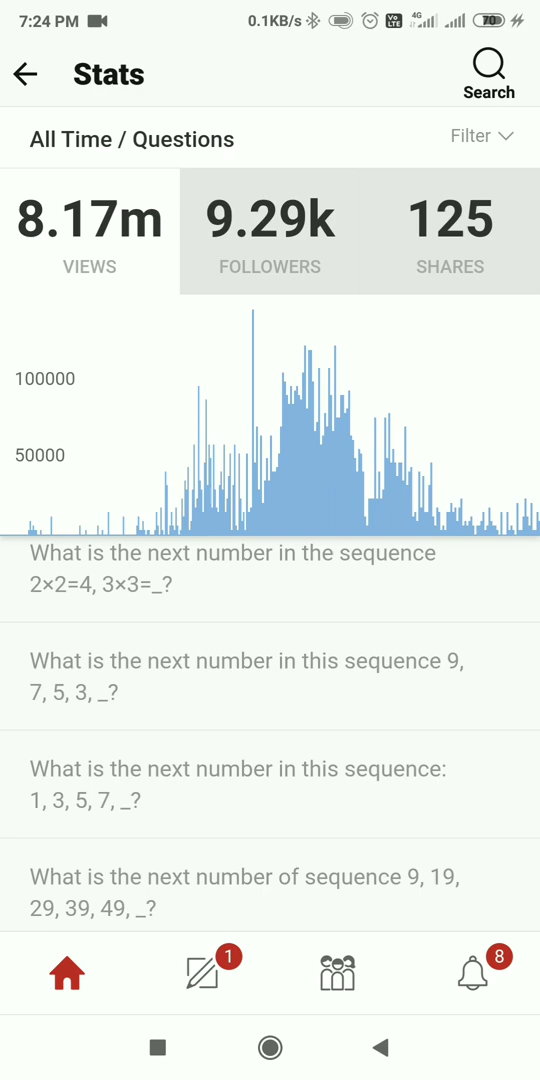 7:24 PM
0.1KB/s
Vo LTE
4G
70
Stats
Search
All Time / Questions
Filter
8.17m
9.29k
125
VIEWS
FOLLOWERS
SHARES
100000
50000
What is the next number in the sequence
2×2=4, 3×3=_?
What is the next number in this sequence 9,
7, 5, 3, _?
What is the next number in this sequence:
1, 3, 5, 7, _?
What is the next number of sequence 9, 19,
29, 39, 49, _?
1
8